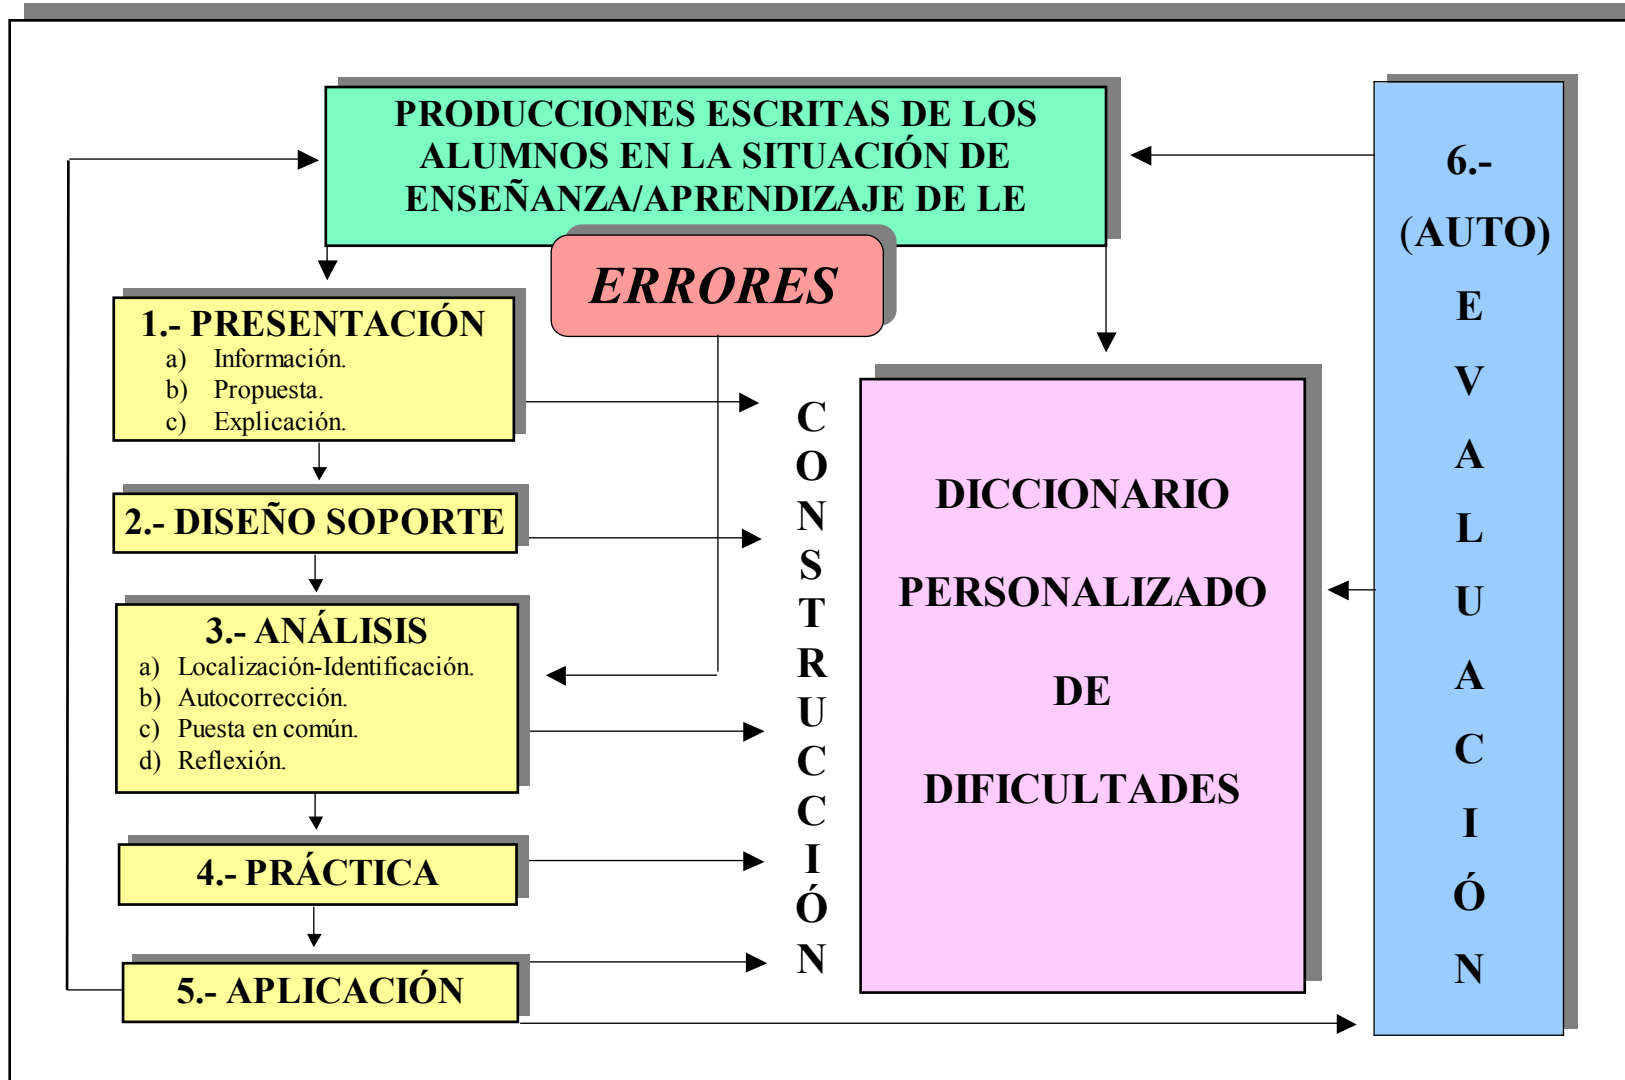 PRODUCCIONES ESCRITAS DE LOS
ALUMNOS EN LA SITUACIÓN DE
ENSEÑANZA/APRENDIZAJE DE LE
ERRORES
1.- PRESENTACIÓN
a) Información.
b) Propuesta.
c) Explicación.
2.- DISEÑO SOPORTE
3.- ANÁLISIS
a) Localización-Identificación.
b) Autocorrección.
c) Puesta en común.
d) Reflexión.
4.- PRÁCTICA
5.- APLICACIÓN
C
O
N
S
T
R
U
C
C
I
Ó
N
DICCIONARIO
PERSONALIZADO
DE
DIFICULTADES
6.-
(AUTO)
E
V
A
L
U
A
C
I
Ó
N